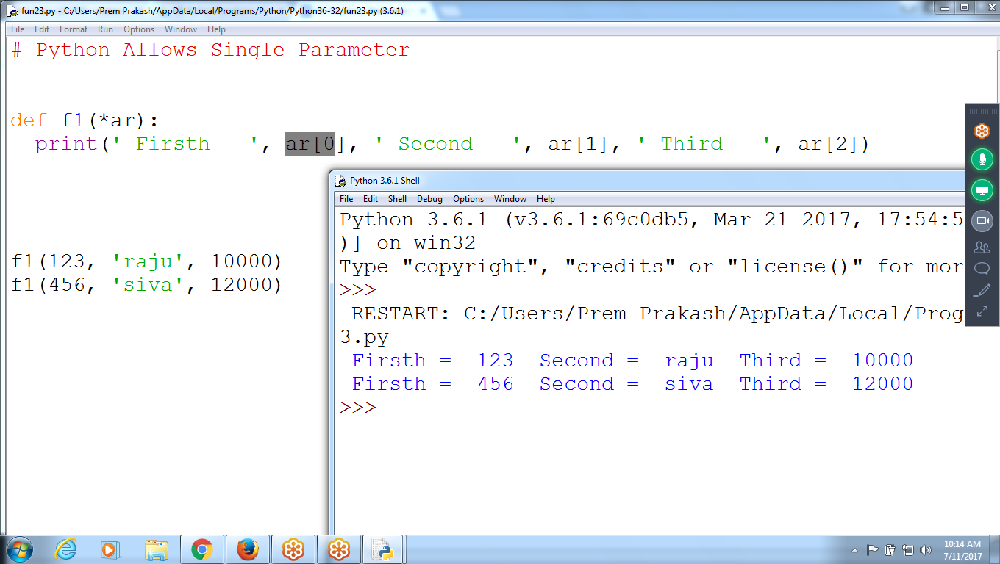 fun23.py - C:/Users/Prem Prakash/AppData/Local/Programs/Python/Python36-32/fun23.py (3.6.1)
File Edit Format Run Options Window Help
# Python Allows Single Parameter
def f1(*ar):
print(' Firsth = ', ar[0], ' Second = ', ar[1], ' Third = ', ar[2])
f1(123, 'raju', 10000)
f1(456, 'siva', 12000)
Python 3.6.1 Shell
File Edit Shell Debug Options Window Help
Python 3.6.1 (v3.6.1:69c0db5, Mar 21 2017, 17:54:5
)] on win32
Type "copyright", "credits" or "license()" for mor
>>>
RESTART: C:/Users/Prem Prakash/AppData/Local/Prog
3.py
Firsth =  123  Second =  raju  Third =  10000
Firsth =  456  Second =  siva  Third =  12000
>>>
10:14 AM
7/11/2017